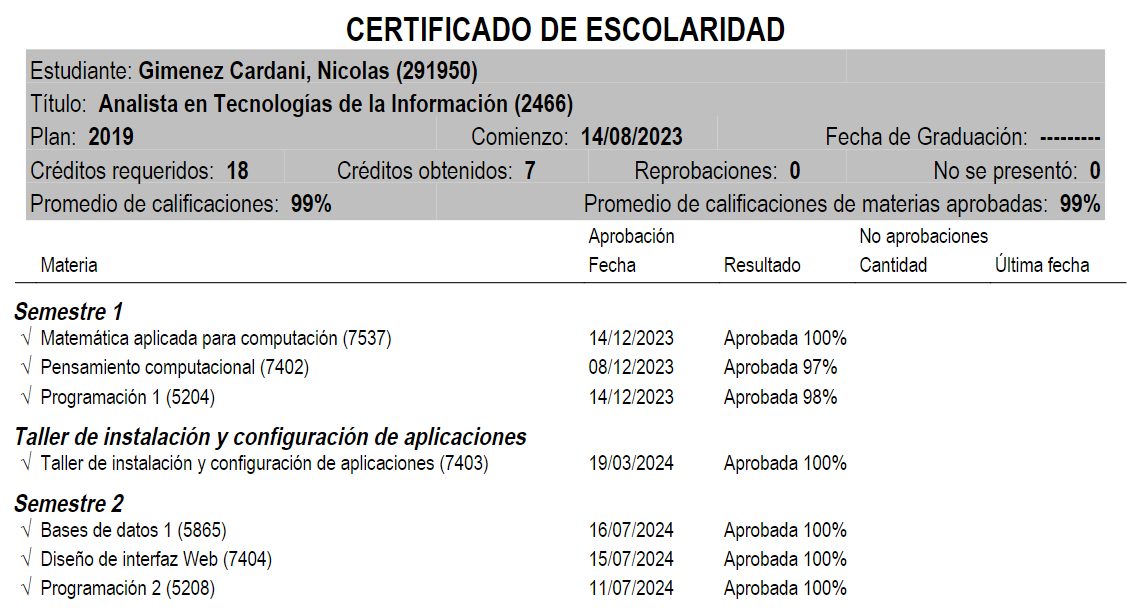 CERTIFICADO DE ESCOLARIDAD
Estudiante: Gimenez Cardani, Nicolas (291950)
Título: Analista en Tecnologías de la Información (2466)
Plan: 2019 Comienzo: 14/08/2023 Fecha de Graduación: ---------
Créditos requeridos: 18 Créditos obtenidos: 7 Reprobaciones: 0 No se presentó: 0
Promedio de calificaciones: 99% Promedio de calificaciones de materias aprobadas: 99%
Aprobación No aprobaciones
Materia Fecha Resultado Cantidad Última fecha
Semestre 1
√ Matemática aplicada para computación (7537) 14/12/2023 Aprobada 100%
√ Pensamiento computacional (7402) 08/12/2023 Aprobada 97%
√ Programación 1 (5204) 14/12/2023 Aprobada 98%
Taller de instalación y configuración de aplicaciones
√ Taller de instalación y configuración de aplicaciones (7403) 19/03/2024 Aprobada 100%
Semestre 2
√ Bases de datos 1 (5865) 16/07/2024 Aprobada 100%
√ Diseño de interfaz Web (7404) 15/07/2024 Aprobada 100%
√ Programación 2 (5208) 11/07/2024 Aprobada 100%